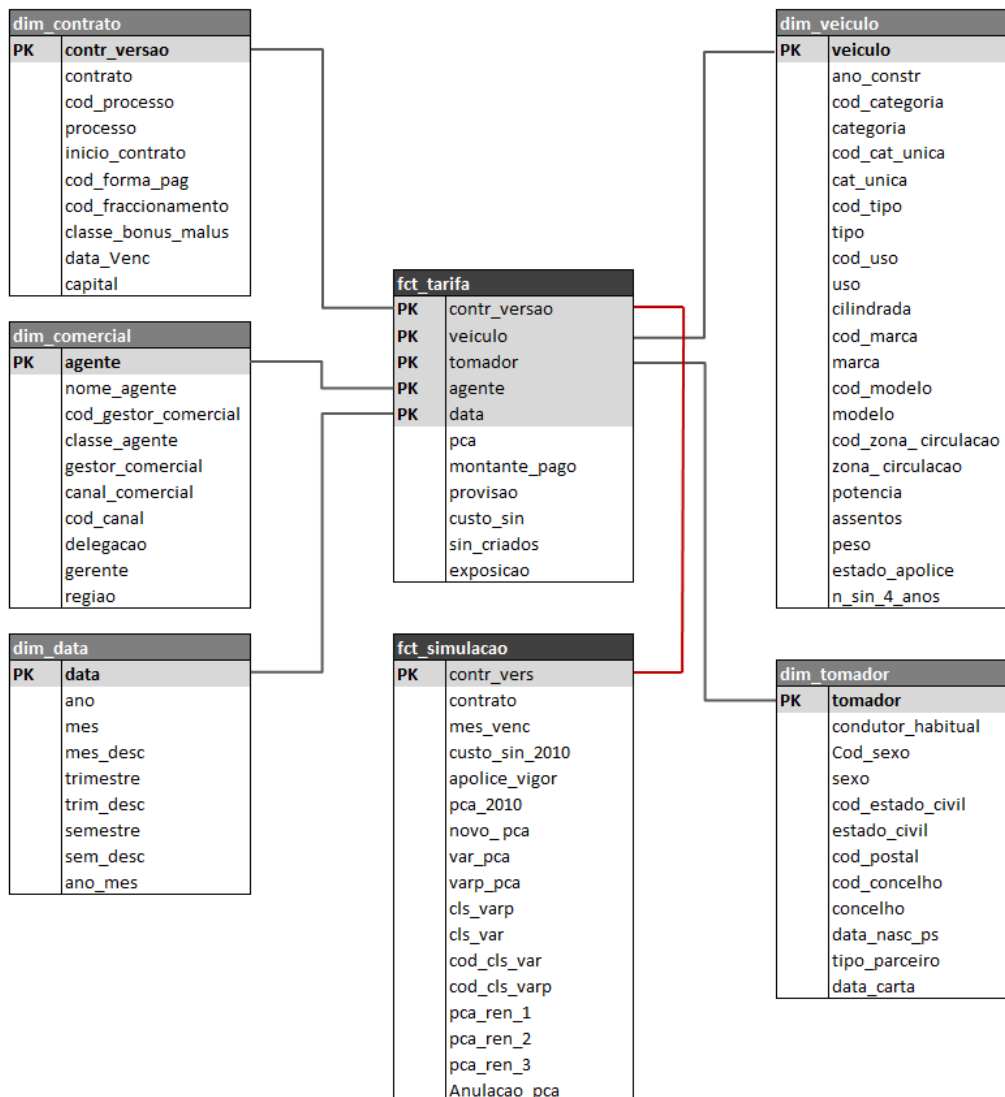 dim_contrato
PK contr_versao
contrato
cod_processo
processo
inicio_contrato
cod_forma_pag
cod_fraccionamento
classe_bonus_malus
data_Venc
capital
dim_comercial
PK agente
nome_agente
cod_gestor_comercial
classe_agente
gestor_comercial
canal_comercial
cod_canal
delegacao
gerente
regiao
dim_data
PK data
ano
mes
mes_desc
trimestre
trim_desc
semestre
sem_desc
ano_mes
fct_tarifa
PK contr_versao
PK veiculo
PK tomador
PK agente
PK data
pca
montante_pago
provisao
custo_sin
sin_criados
exposicao
fct_simulacao
PK contr_vers
contrato
mes_venc
custo_sin_2010
apolice_vigor
pca_2010
novo_ pca
var_pca
varp_pca
cls_varp
cls_var
cod_cls_var
cod_cls_varp
pca_ren_1
pca_ren_2
pca_ren_3
Anulacao_pca
dim_veiculo
PK veiculo
ano_constr
cod_categoria
categoria
cod_cat_unica
cat_unica
cod_tipo
tipo
cod_uso
uso
cilindrada
cod_marca
marca
cod_modelo
modelo
cod_zona_circulacao
zona_ circulacao
potencia
assentos
peso
estado_apolice
n_sin_4_anos
dim_tomador
PK tomador
condutor_habitual
Cod_sexo
sexo
cod_estado_civil
estado_civil
cod_postal
cod_concelho
concelho
data_nasc_ps
tipo_parceiro
data_carta